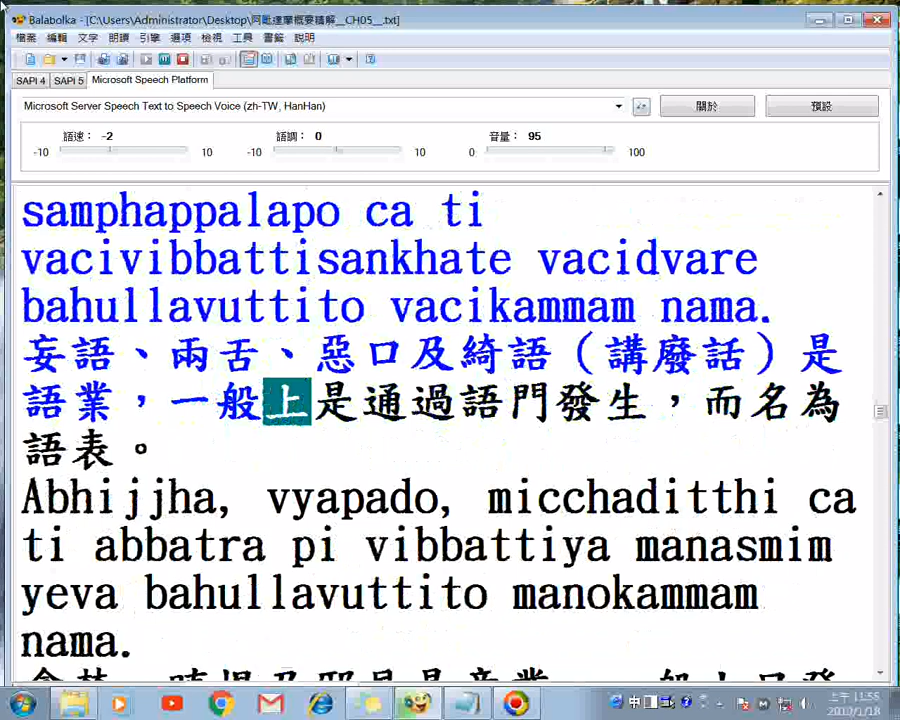 Balabolka - [C:\Users\Administrator\Desktop\阿毗達摩概要精解__CH05__.txt]
檔案 編輯 文字 朗讀 引擎 選項 檢視 工具 書籤 說明
SAPI 4 SAPI 5 Microsoft Speech Platform
Microsoft Server Speech Text to Speech Voice (zh-TW, HanHan) 關於 預設
語速： -2 語調： 0 音量： 95
-10 10 -10 10 0 100
samphappalapo ca ti
vacivibbattisankhate vacidvare
bahullavuttito vacikammam nama.
妄語、兩舌、惡口及綺語（講廢話）是
語業，一般上是通過語門發生，而名為
語表。
Abhijjha, vyapado, micchaditthi ca
ti abbatra pi vibbattiya manasmim
yeva bahullavuttito manokammam
nama.
上午 11:55
2019/1/18